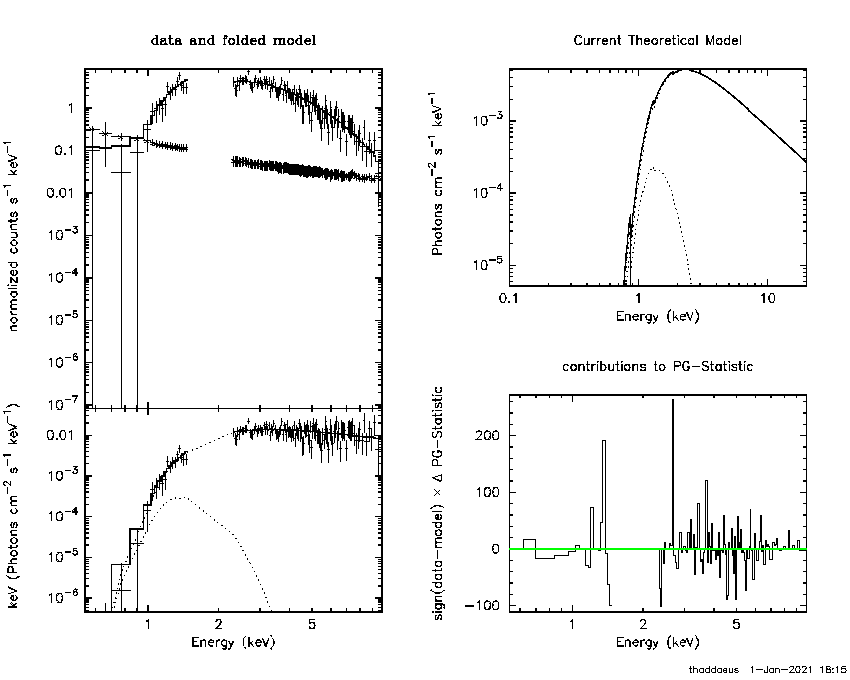 data and folded model
normalized counts s⁻¹ keV⁻¹
1
0.1
0.01
10⁻³
10⁻⁴
10⁻⁵
10⁻⁶
10⁻⁷
keV (Photons cm⁻² s⁻¹ keV⁻¹)
0.01
10⁻³
10⁻⁴
10⁻⁵
10⁻⁶
1 2 5
Energy (keV)
Current Theoretical Model
Photons cm⁻² s⁻¹ keV⁻¹
10⁻³
10⁻⁴
10⁻⁵
0.1 1 10
Energy (keV)
contributions to PG-Statistic
sign(data-model) × Δ PG-Statistic
200
100
0
-100
1 2 5
Energy (keV)
thaddaeus 1-Jan-2021 18:15